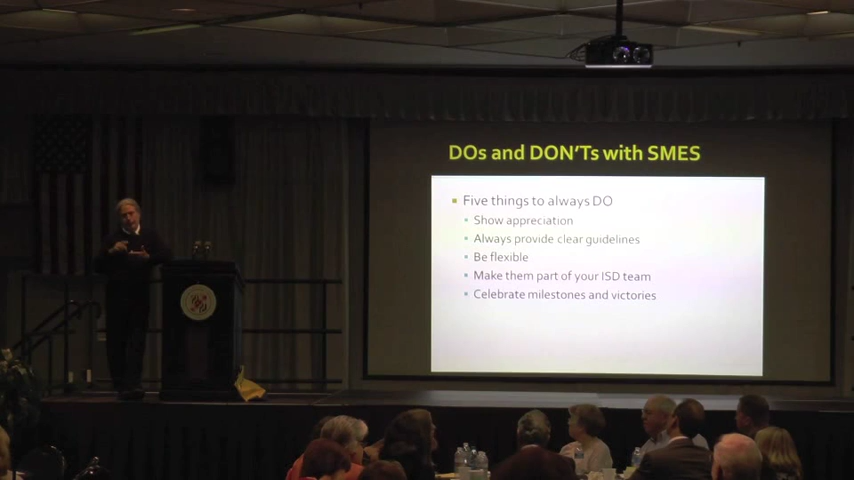 DOs and DON'Ts with SMES
Five things to always DO
Show appreciation
Always provide clear guidelines
Be flexible
Make them part of your ISD team
Celebrate milestones and victories